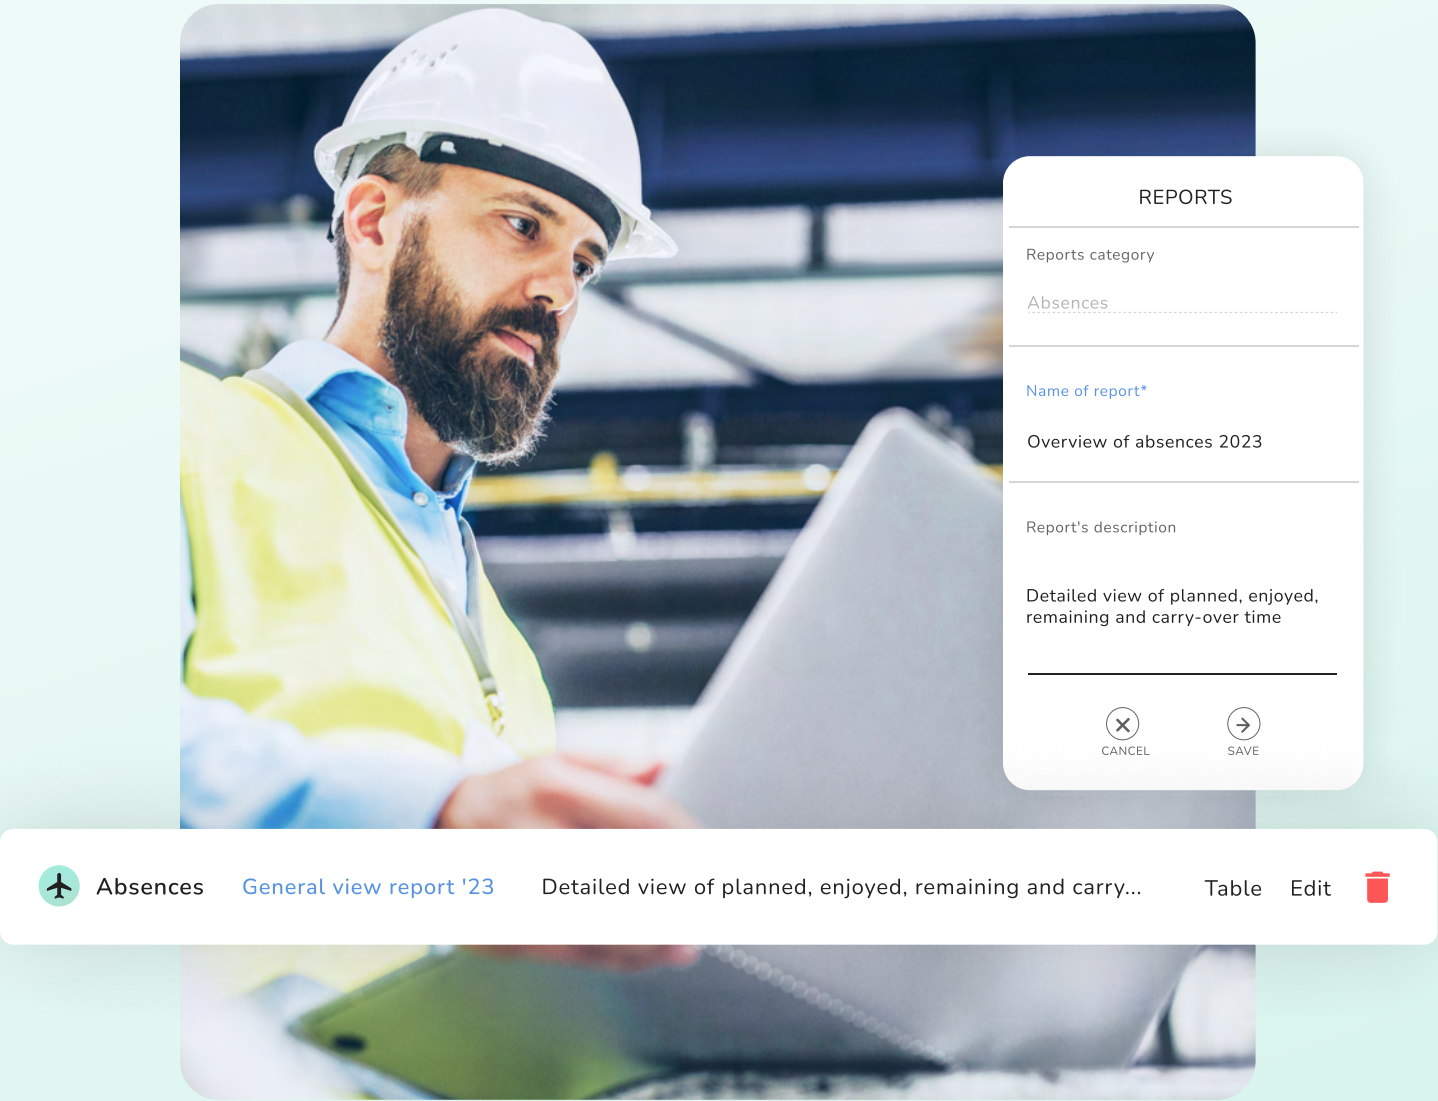 REPORTS
Reports category
Absences
Name of report*
Overview of absences 2023
Report's description
Detailed view of planned, enjoyed,
remaining and carry-over time
CANCEL SAVE
Absences General view report '23 Detailed view of planned, enjoyed, remaining and carry... Table Edit